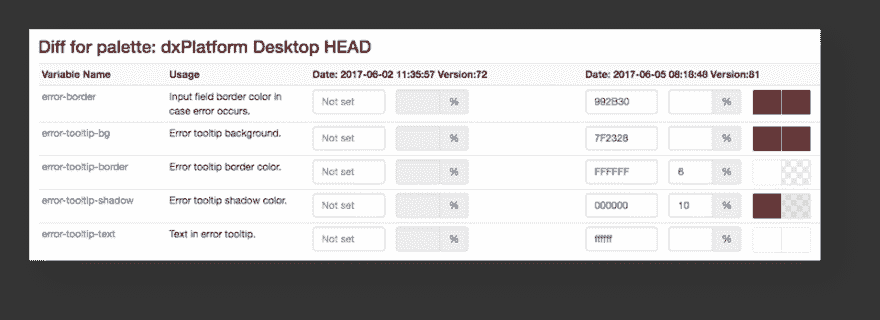 Diff for palette: dxPlatform Desktop HEAD
Variable Name Usage Date: 2017-06-02 11:35:57 Version:72 Date: 2017-06-05 08:18:48 Version:81
error-border Input field border color in Not set % 992B30 %
case error occurs.
error-tooltip-bg Error tooltip background. Not set % 7F2328 %
error-tooltip-border Error tooltip border color. Not set % FFFFFF 6 %
error-tooltip-shadow Error tooltip shadow color. Not set % 000000 10 %
error-tooltip-text Text in error tooltip. Not set % ffffff %